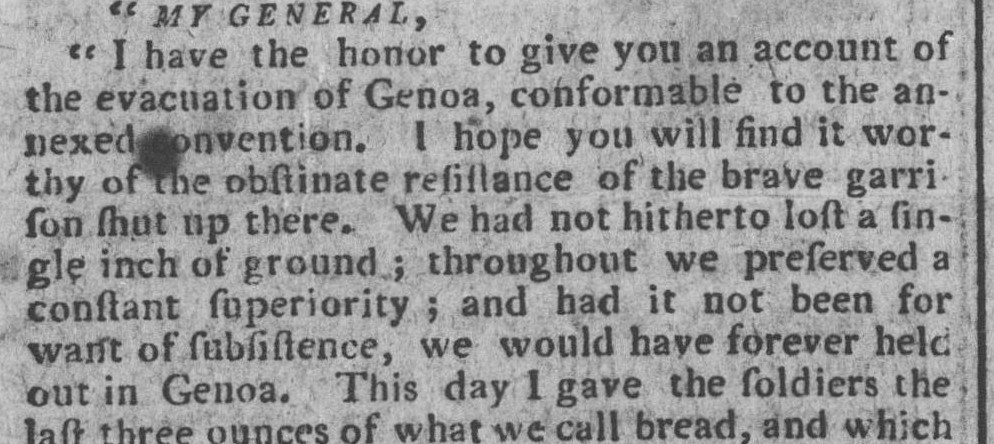 “ MY GENERAL,
“ I have the honor to give you an account of
the evacuation of Genoa, conformable to the an-
nexed convention. I hope you will find it wor-
thy of the obſtinate reſiſtance of the brave garri-
ſon ſhut up there. We had not hitherto loſt a ſin-
gle inch of ground ; throughout we preſerved a
conſtant ſuperiority ; and had it not been for
want of ſubſiſtence, we would have forever held
out in Genoa. This day I gave the ſoldiers the
laſt three ounces of what we call bread, and which